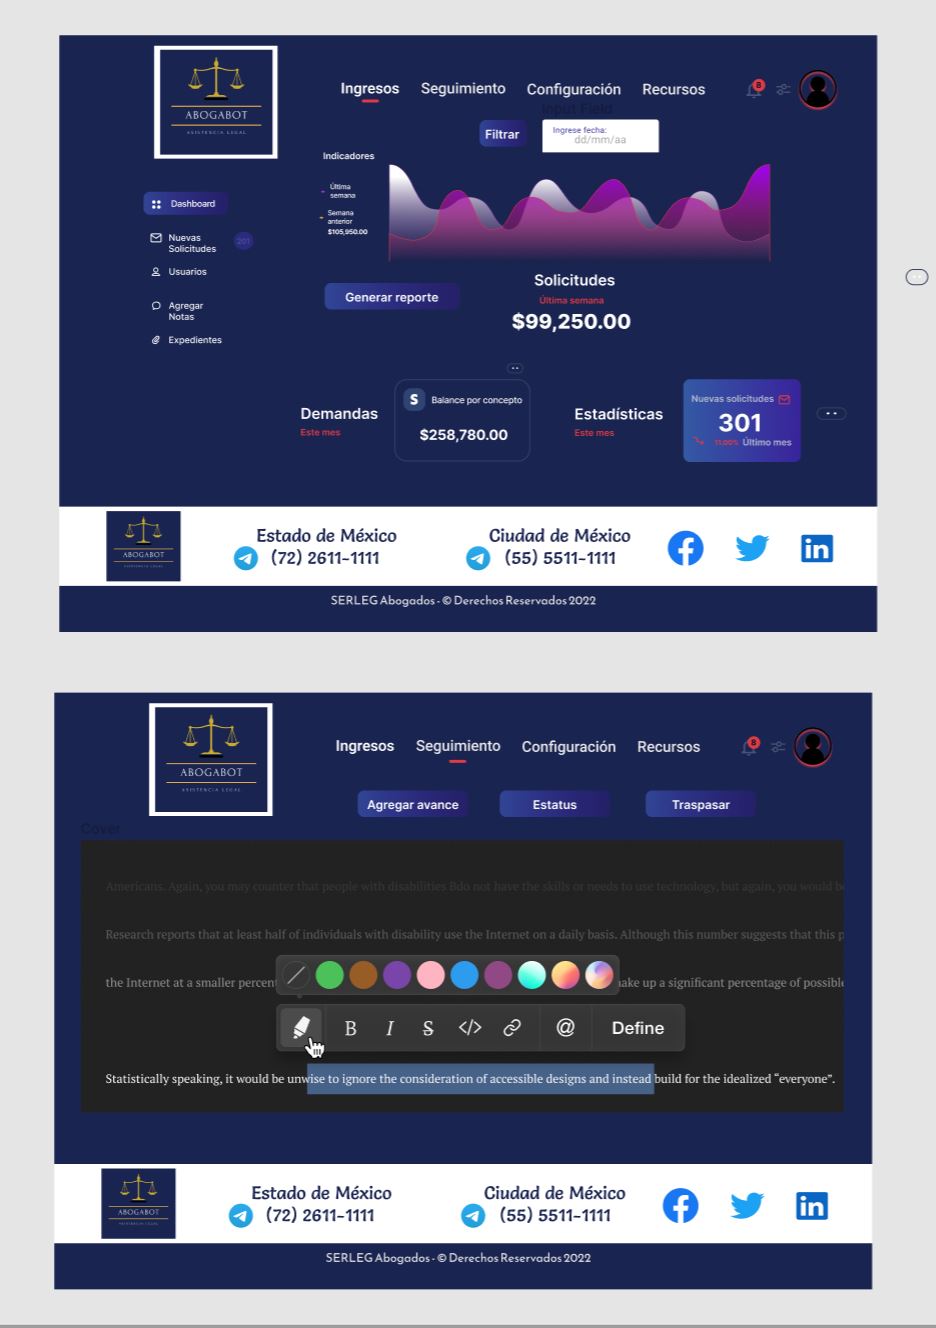 ABOGABOT
ASISTENCIA LEGAL
Ingresos Seguimiento Configuración Recursos 8
Input Field
Filtrar
Ingrese fecha:
dd/mm/aa
Indicadores
Última
semana
Semana
anterior
$105,950.00
Dashboard
Nuevas
Solicitudes
201
Usuarios
Agregar
Notas
Expedientes
Generar reporte
Solicitudes
Última semana
$99,250.00
Demandas
Este mes
S Balance por concepto
$258,780.00
Estadísticas
Este mes
Nuevas solicitudes
301
11.00% Último mes
ABOGABOT
ASISTENCIA LEGAL
Estado de México
(72) 2611-1111
Ciudad de México
(55) 5511-1111
in
SERLEG Abogados - © Derechos Reservados 2022
ABOGABOT
ASISTENCIA LEGAL
Ingresos Seguimiento Configuración Recursos 8
Agregar avance Estatus Traspasar
Cover
Americans. Again, you may counter that people with disabilities Bdo not have the skills or needs to use technology, but again, you would b
Research reports that at least half of individuals with disability use the Internet on a daily basis. Although this number suggests that this p
the Internet at a smaller percent ake up a significant percentage of possible
B I S </> @ Define
Statistically speaking, it would be unwise to ignore the consideration of accessible designs and instead build for the idealized “everyone”.
ABOGABOT
ASISTENCIA LEGAL
Estado de México
(72) 2611-1111
Ciudad de México
(55) 5511-1111
in
SERLEG Abogados - © Derechos Reservados 2022